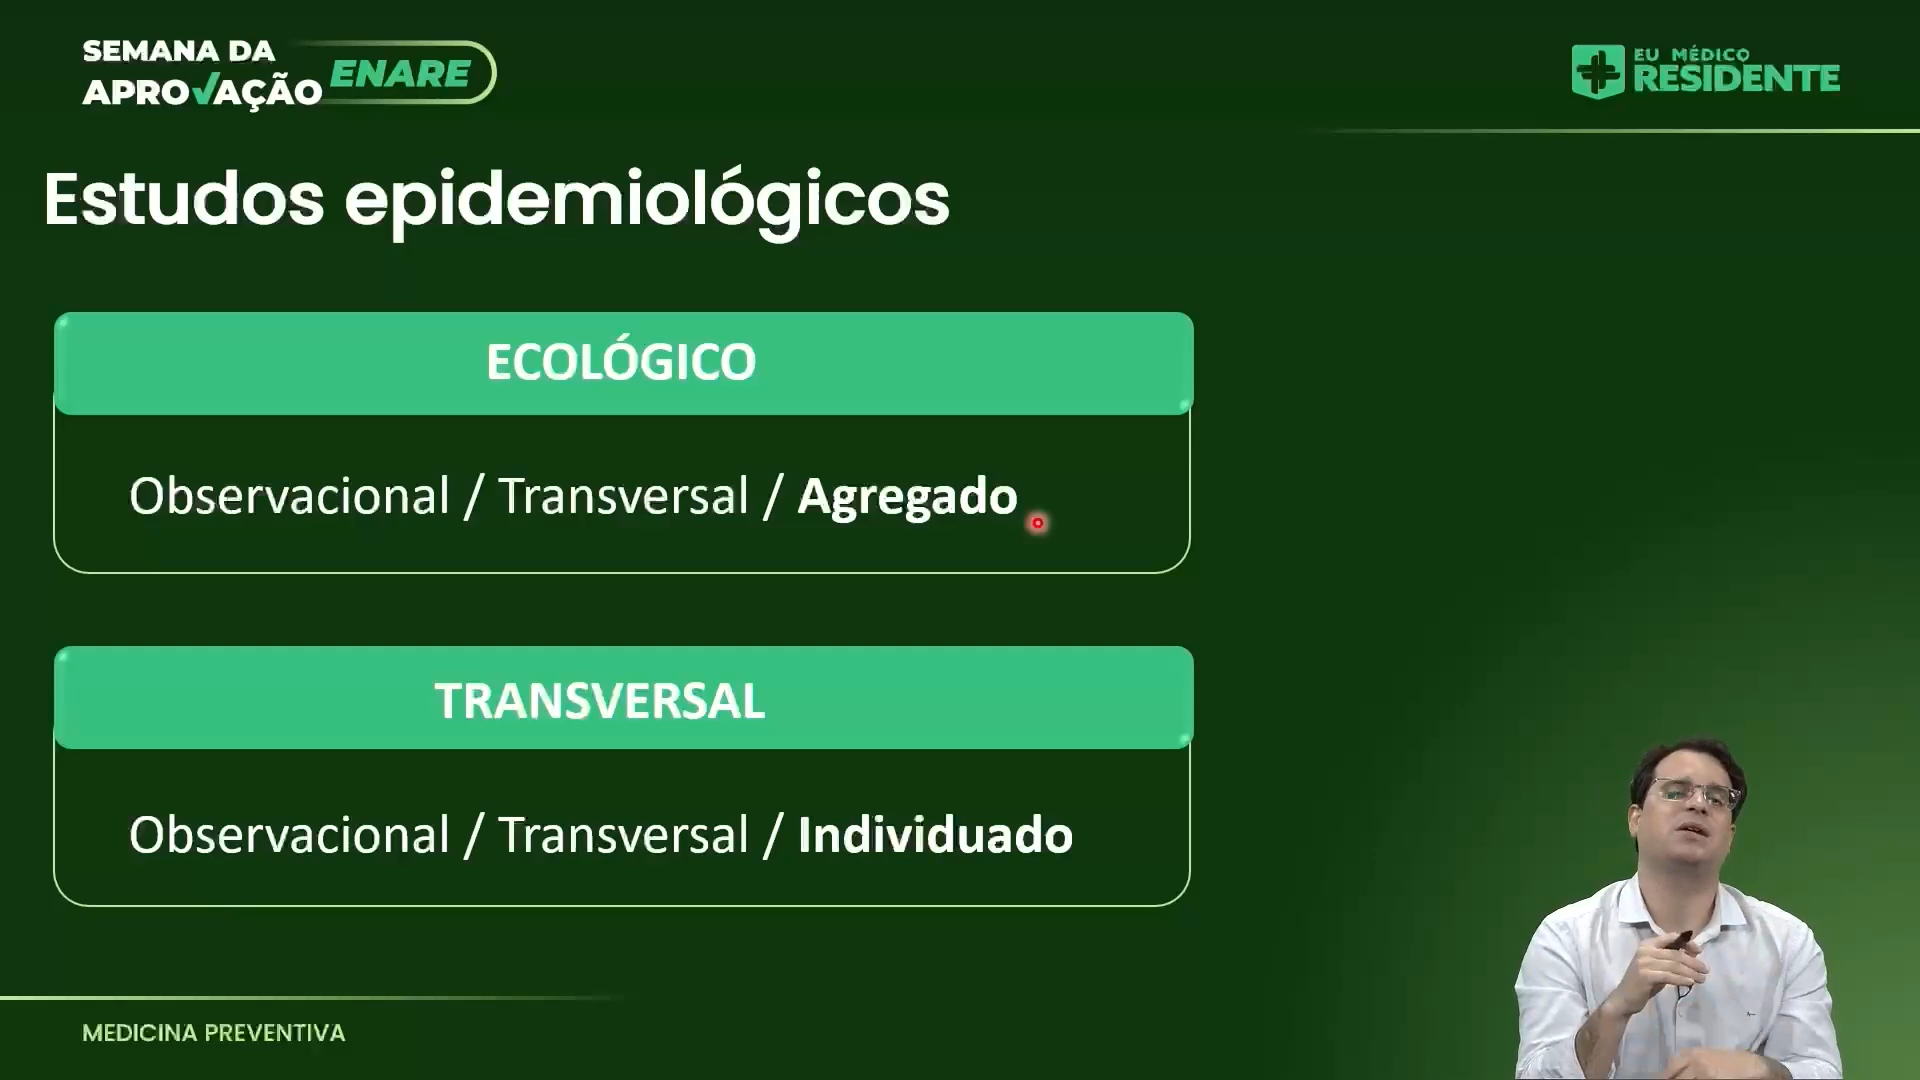 SEMANA DA
APROVAÇÃO ENARE
EU MÉDICO
RESIDENTE
Estudos epidemiológicos
ECOLÓGICO
Observacional / Transversal / Agregado
TRANSVERSAL
Observacional / Transversal / Individuado
MEDICINA PREVENTIVA